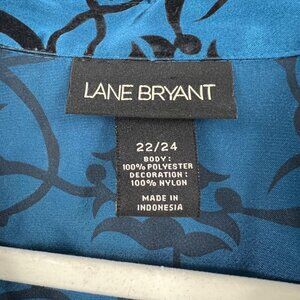 LANE BRYANT
22/24
BODY:
100% POLYESTER
DECORATION:
100% NYLON
MADE IN
INDONESIA